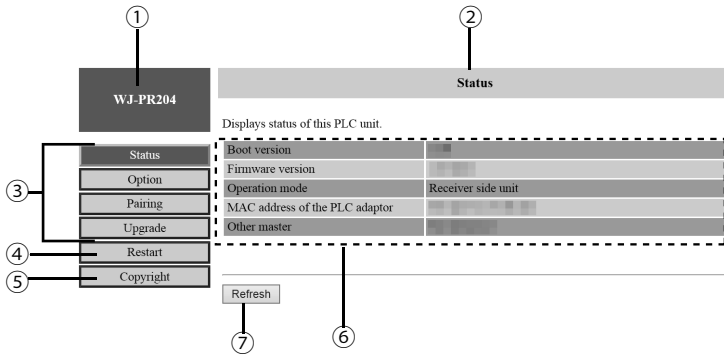 ① ②
WJ-PR204
Status
Displays status of this PLC unit.
③
Status
Option
Pairing
Upgrade
④ Restart
⑤ Copyright
Boot version
Firmware version
Operation mode Receiver side unit
MAC address of the PLC adaptor
Other master
Refresh
⑦ ⑥